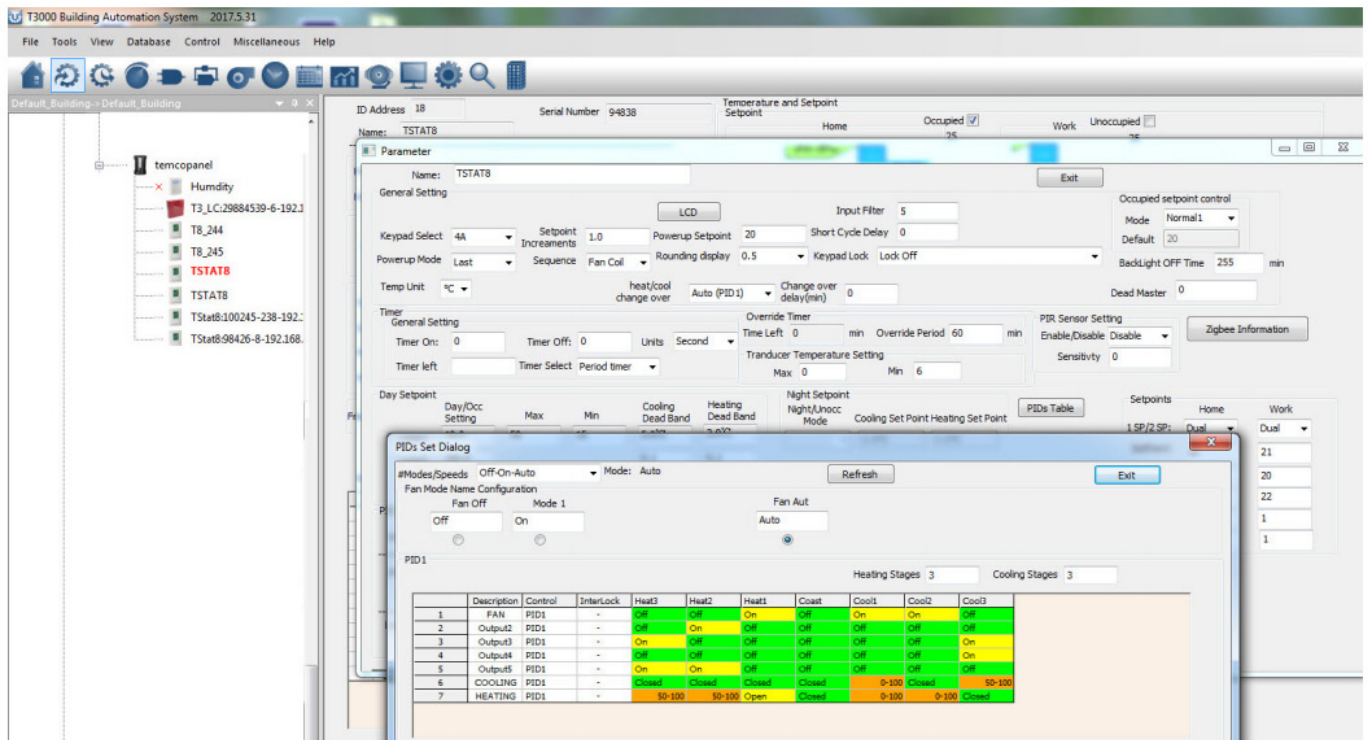 T3000 Building Automation System 2017.5.31
File Tools View Database Control Miscellaneous Help
Default_Building->Default_Building
temcopanel
Humdity
T3_LC:29884539-6-192.1
T8_244
T8_245
TSTAT8
TSTAT8
TStat8:100245-238-192.
TStat8:98426-8-192.168.
ID Address 18 Serial Number 94838 Temperature and Setpoint
Setpoint
Home Occupied Work Unoccupied
Name: TSTAT8 25
Parameter
Name: TSTAT8 Exit
General Setting Occupied setpoint control
LCD Input Filter 5 Mode Normal1
Keypad Select 4A Setpoint Increaments 1.0 Powerup Setpoint 20 Short Cycle Delay 0 Default 20
Powerup Mode Last Sequence Fan Coil Rounding display 0.5 Keypad Lock Lock Off BackLight OFF Time 255 min
Temp Unit ºC heat/cool change over Auto (PID1) Change over delay(min) 0 Dead Master 0
Timer Override Timer PIR Sensor Setting
General Setting Time Left 0 min Override Period 60 min Enable/Disable Disable Zigbee Information
Timer On: 0 Timer Off: 0 Units Second Tranducer Temperature Setting Sensitivty 0
Timer left Timer Select Period timer Max 0 Min 6
Day Setpoint Night Setpoint PIDs Table Setpoints
Day/Occ Setting Max Min Cooling Dead Band Heating Dead Band Night/Unocc Mode Cooling Set Point Heating Set Point Home Work
1 SP/2 SP: Dual Dual
21
20
22
1
1
PIDs Set Dialog
#Modes/Speeds Off-On-Auto Mode: Auto Refresh Exit
Fan Mode Name Configuration
Fan Off Mode 1 Fan Aut
Off On Auto
PID1
Heating Stages 3 Cooling Stages 3
Description Control InterLock Heat3 Heat2 Heat1 Coast Cool1 Cool2 Cool3
1 FAN PID1 - Off Off On Off On On Off
2 Output2 PID1 - Off On Off Off Off Off Off
3 Output3 PID1 - On Off Off Off Off Off On
4 Output4 PID1 - Off Off Off Off Off Off On
5 Output5 PID1 - On On Off Off Off Off Off
6 COOLING PID1 - Closed Closed Closed Closed 0-100 Closed 50-100
7 HEATING PID1 - 50-100 50-100 Open Closed 0-100 0-100 Closed